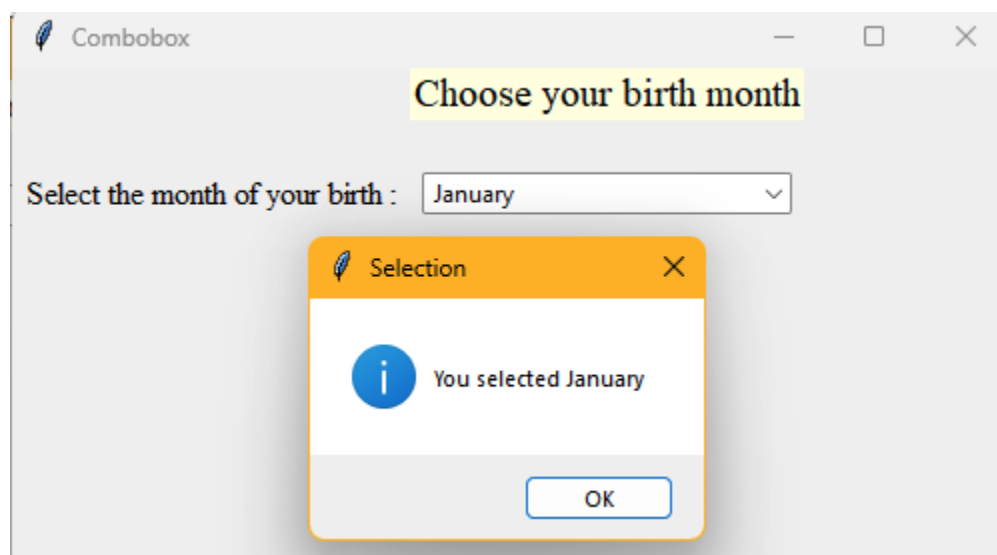 Combobox
Choose your birth month
Select the month of your birth : January
Selection
You selected January
OK